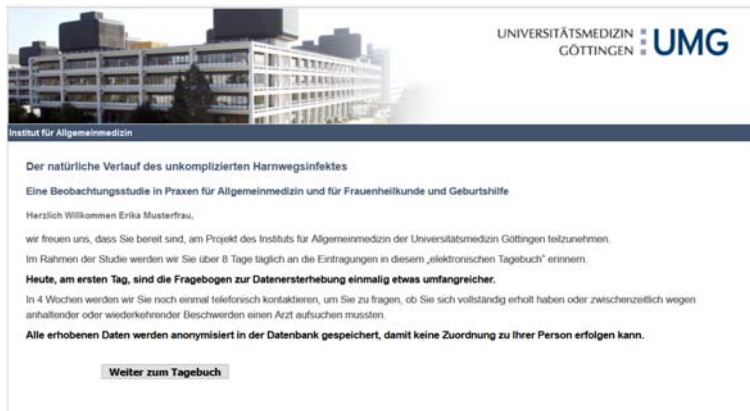 UNIVERSITÄTSMEDIZIN
GÖTTINGEN
UMG
Institut für Allgemeinmedizin
Der natürliche Verlauf des unkomplizierten Harnwegsinfektes
Eine Beobachtungsstudie in Praxen für Allgemeinmedizin und für Frauenheilkunde und Geburtshilfe
Herzlich Willkommen Erika Musterfrau,
wir freuen uns, dass Sie bereit sind, am Projekt des Instituts für Allgemeinmedizin der Universitätsmedizin Göttingen teilzunehmen.
Im Rahmen der Studie werden wir Sie über 8 Tage täglich an die Eintragungen in diesem „elektronischen Tagebuch" erinnern.
Heute, am ersten Tag, sind die Fragebogen zur Datenersterhebung einmalig etwas umfangreicher.
In 4 Wochen werden wir Sie noch einmal telefonisch kontaktieren, um Sie zu fragen, ob Sie sich vollständig erholt haben oder zwischenzeitlich wegen
anhaltender oder wiederkehrender Beschwerden einen Arzt aufsuchen mussten.
Alle erhobenen Daten werden anonymisiert in der Datenbank gespeichert, damit keine Zuordnung zu Ihrer Person erfolgen kann.
Weiter zum Tagebuch